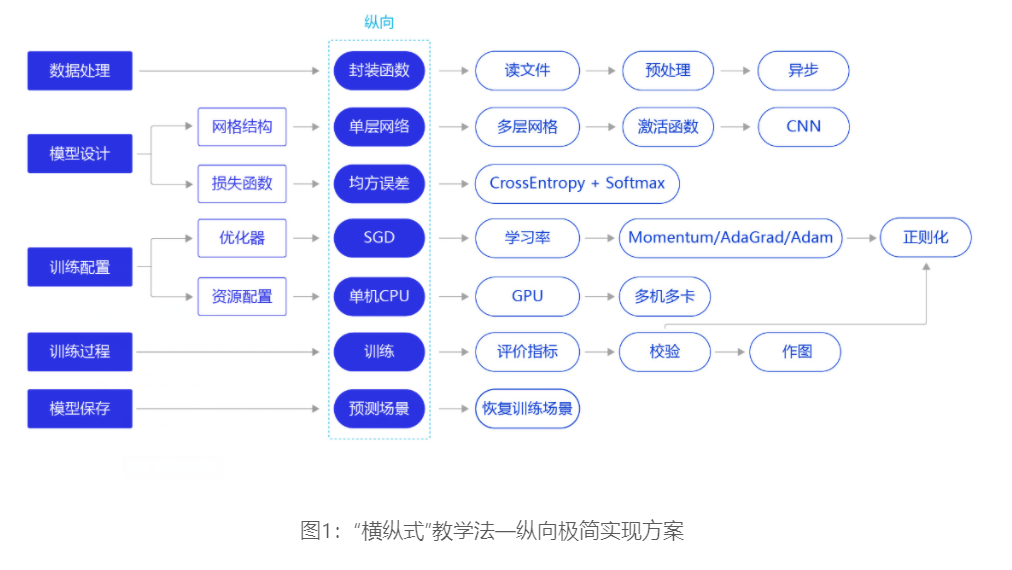 纵向
数据处理
封装函数
读文件
预处理
异步
模型设计
网格结构
单层网络
多层网格
激活函数
CNN
损失函数
均方误差
CrossEntropy + Softmax
训练配置
优化器
SGD
学习率
Momentum/AdaGrad/Adam
正则化
资源配置
单机CPU
GPU
多机多卡
训练过程
训练
评价指标
校验
作图
模型保存
预测场景
恢复训练场景
图1：“横纵式”教学法—纵向极简实现方案